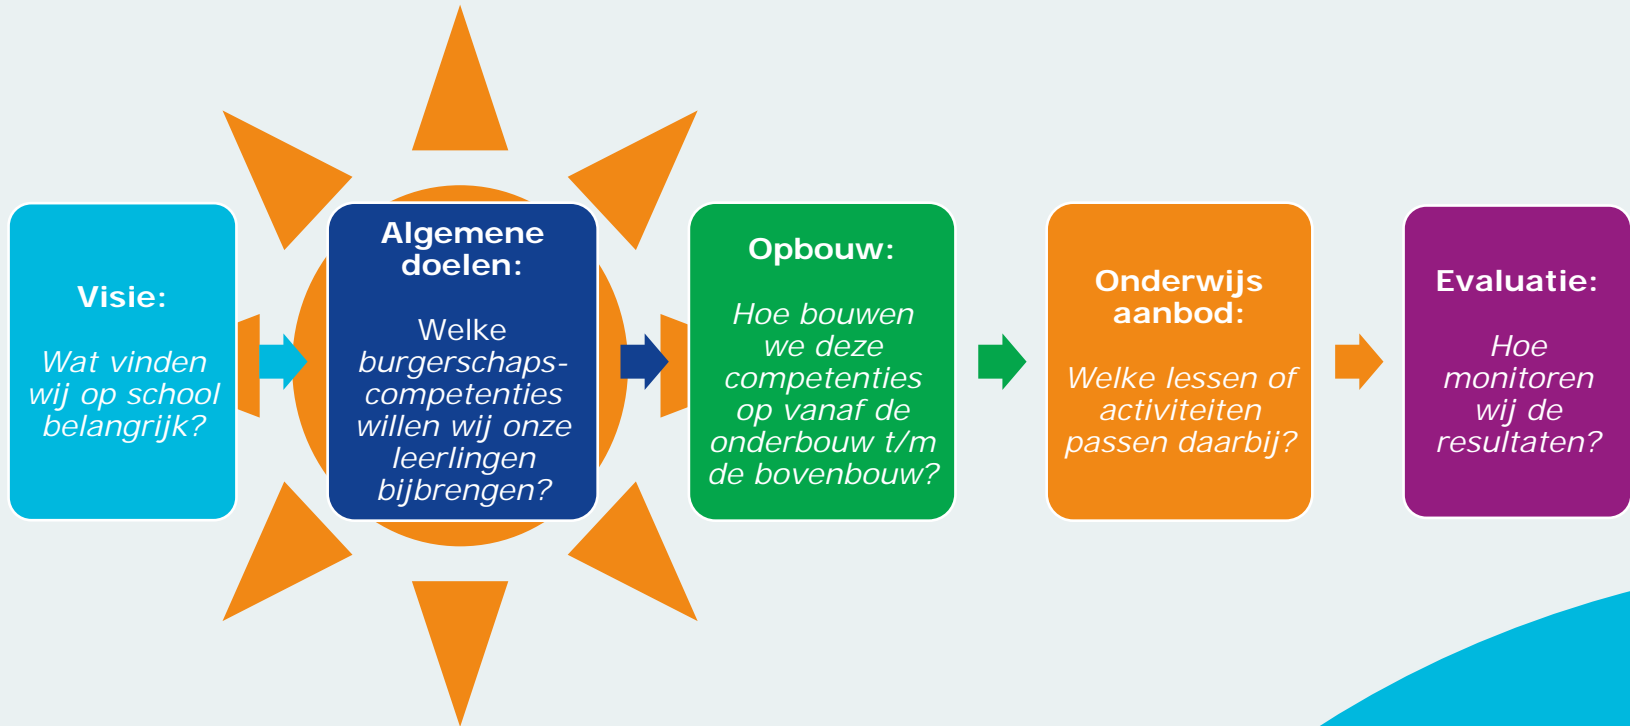 Visie:
Wat vinden
wij op school
belangrijk?
Algemene
doelen:
Welke
burgerschaps-
competenties
willen wij onze
leerlingen
bijbrengen?
Opbouw:
Hoe bouwen
we deze
competenties
op vanaf de
onderbouw t/m
de bovenbouw?
Onderwijs
aanbod:
Welke lessen of
activiteiten
passen daarbij?
Evaluatie:
Hoe
monitoren
wij de
resultaten?